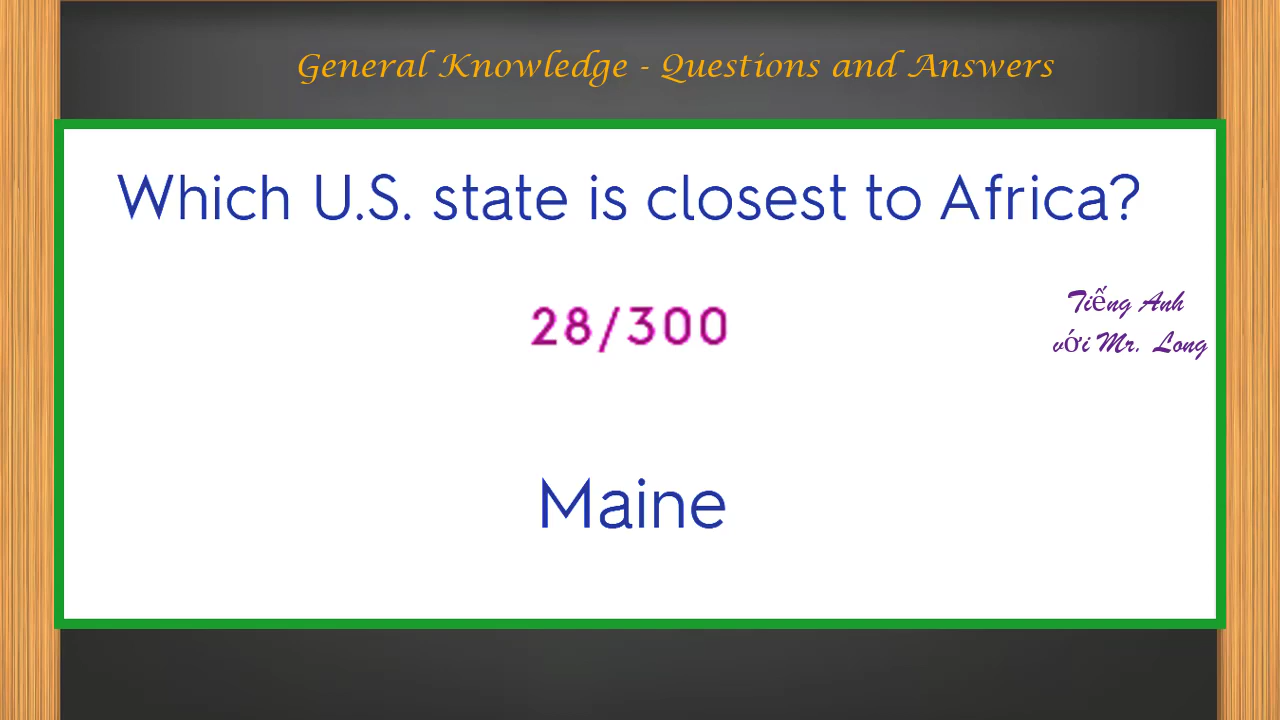 General Knowledge - Questions and Answers
Which U.S. state is closest to Africa?
28/300
Tiếng Anh
với Mr. Long
Maine